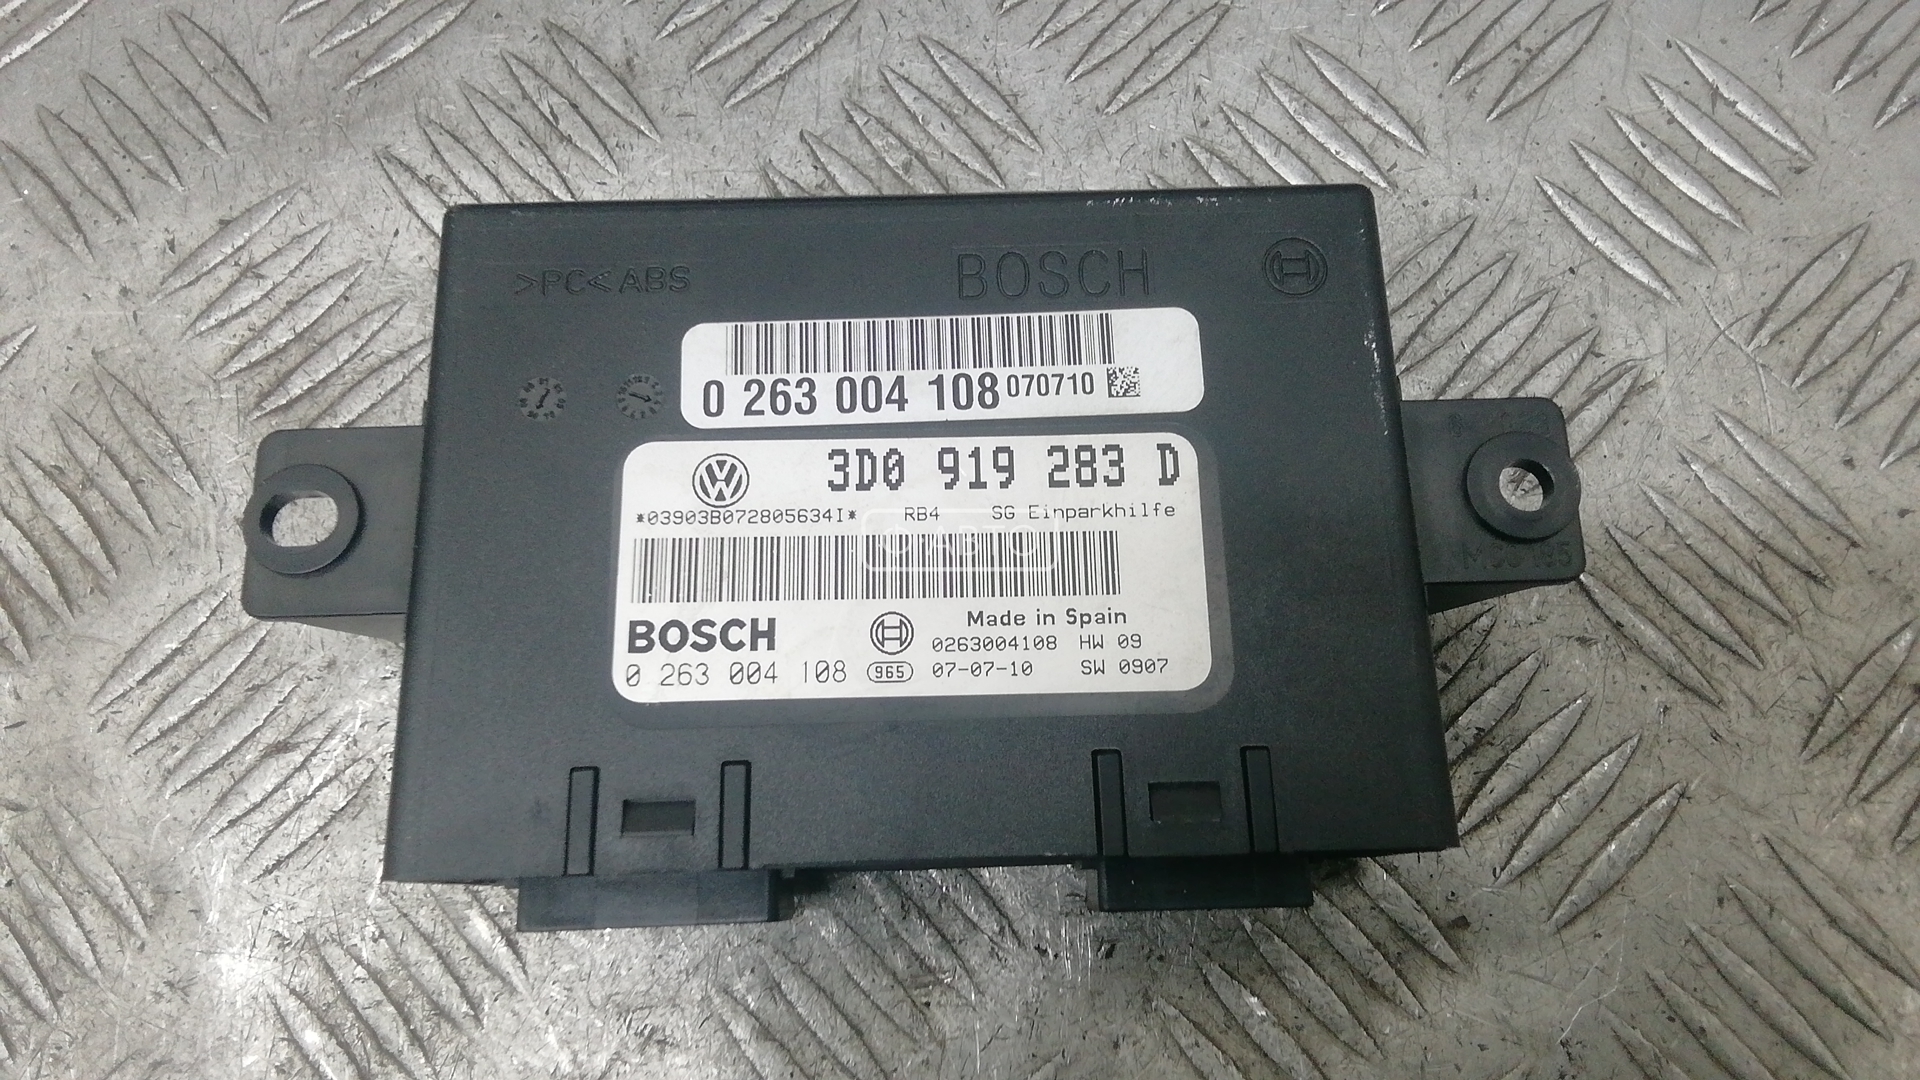 >PC< ABS
BOSCH
0 263 004 108 070710
3D0 919 283 D
*03903B072805634I* RB4 SG Einparkhilfe
АВТО
BOSCH
Made in Spain
0263004108 HW 09
0 263 004 108 965 07-07-10 SW 0907